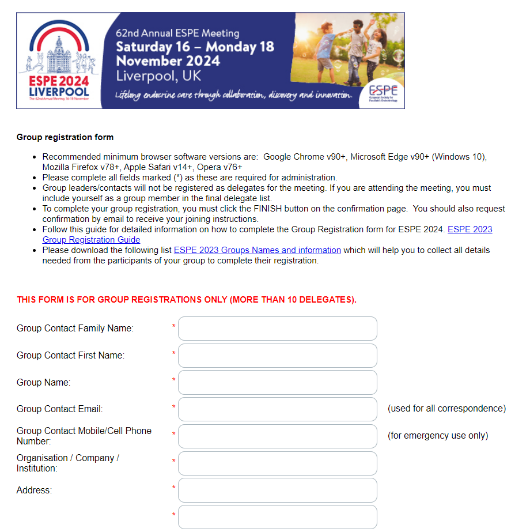 62nd Annual ESPE Meeting
Saturday 16 – Monday 18
November 2024
Liverpool, UK
Lifelong endocrine care through collaboration, discovery and innovation
ESPE 2024
LIVERPOOL
ESPE
Group registration form
• Recommended minimum browser software versions are: Google Chrome v90+, Microsoft Edge v90+ (Windows 10),
Mozilla Firefox v78+, Apple Safari v14+, Opera v76+
• Please complete all fields marked (*) as these are required for administration.
• Group leaders/contacts will not be registered as delegates for the meeting. If you are attending the meeting, you must
include yourself as a group member in the final delegate list
• To complete your group registration, you must click the FINISH button on the confirmation page. You should also request
confirmation by email to receive your joining instructions.
• Follow this guide for detailed information on how to complete the Group Registration form for ESPE 2024. ESPE 2023
Group Registration Guide
• Please download the following list ESPE 2023 Groups Names and information which will help you to collect all details
needed from the participants of your group to complete their registration.
THIS FORM IS FOR GROUP REGISTRATIONS ONLY (MORE THAN 10 DELEGATES).
Group Contact Family Name: *
Group Contact First Name: *
Group Name: *
Group Contact Email: * (used for all correspondence)
Group Contact Mobile/Cell Phone
Number: * (for emergency use only)
Organisation / Company /
Institution: *
Address: *
*